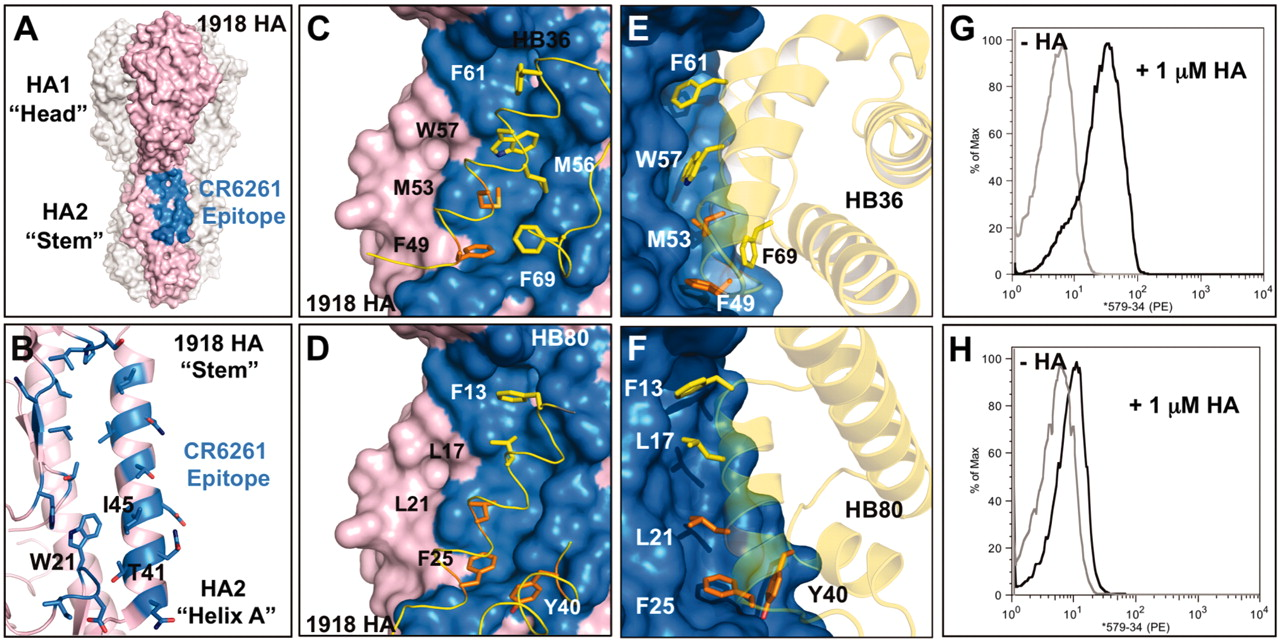 A
1918 HA
HA1
"Head"
HA2
"Stem"
CR6261
Epitope
B
1918 HA
"Stem"
CR6261
Epitope
I45
W21
T41
HA2
"Helix A"
C
HB36
F61
W57
M56
M53
F49
F69
1918 HA
D
HB80
F13
L17
L21
F25
Y40
1918 HA
E
F61
W57
HB36
M53
F69
F49
F
F13
L17
L21
HB80
F25
Y40
G
- HA
+ 1 μM HA
% of Max
100
80
60
40
20
0
10^0
10^1
10^2
10^3
10^4
*579-34 (PE)
H
- HA
+ 1 μM HA
% of Max
100
80
60
40
20
0
10^0
10^1
10^2
10^3
10^4
*579-34 (PE)